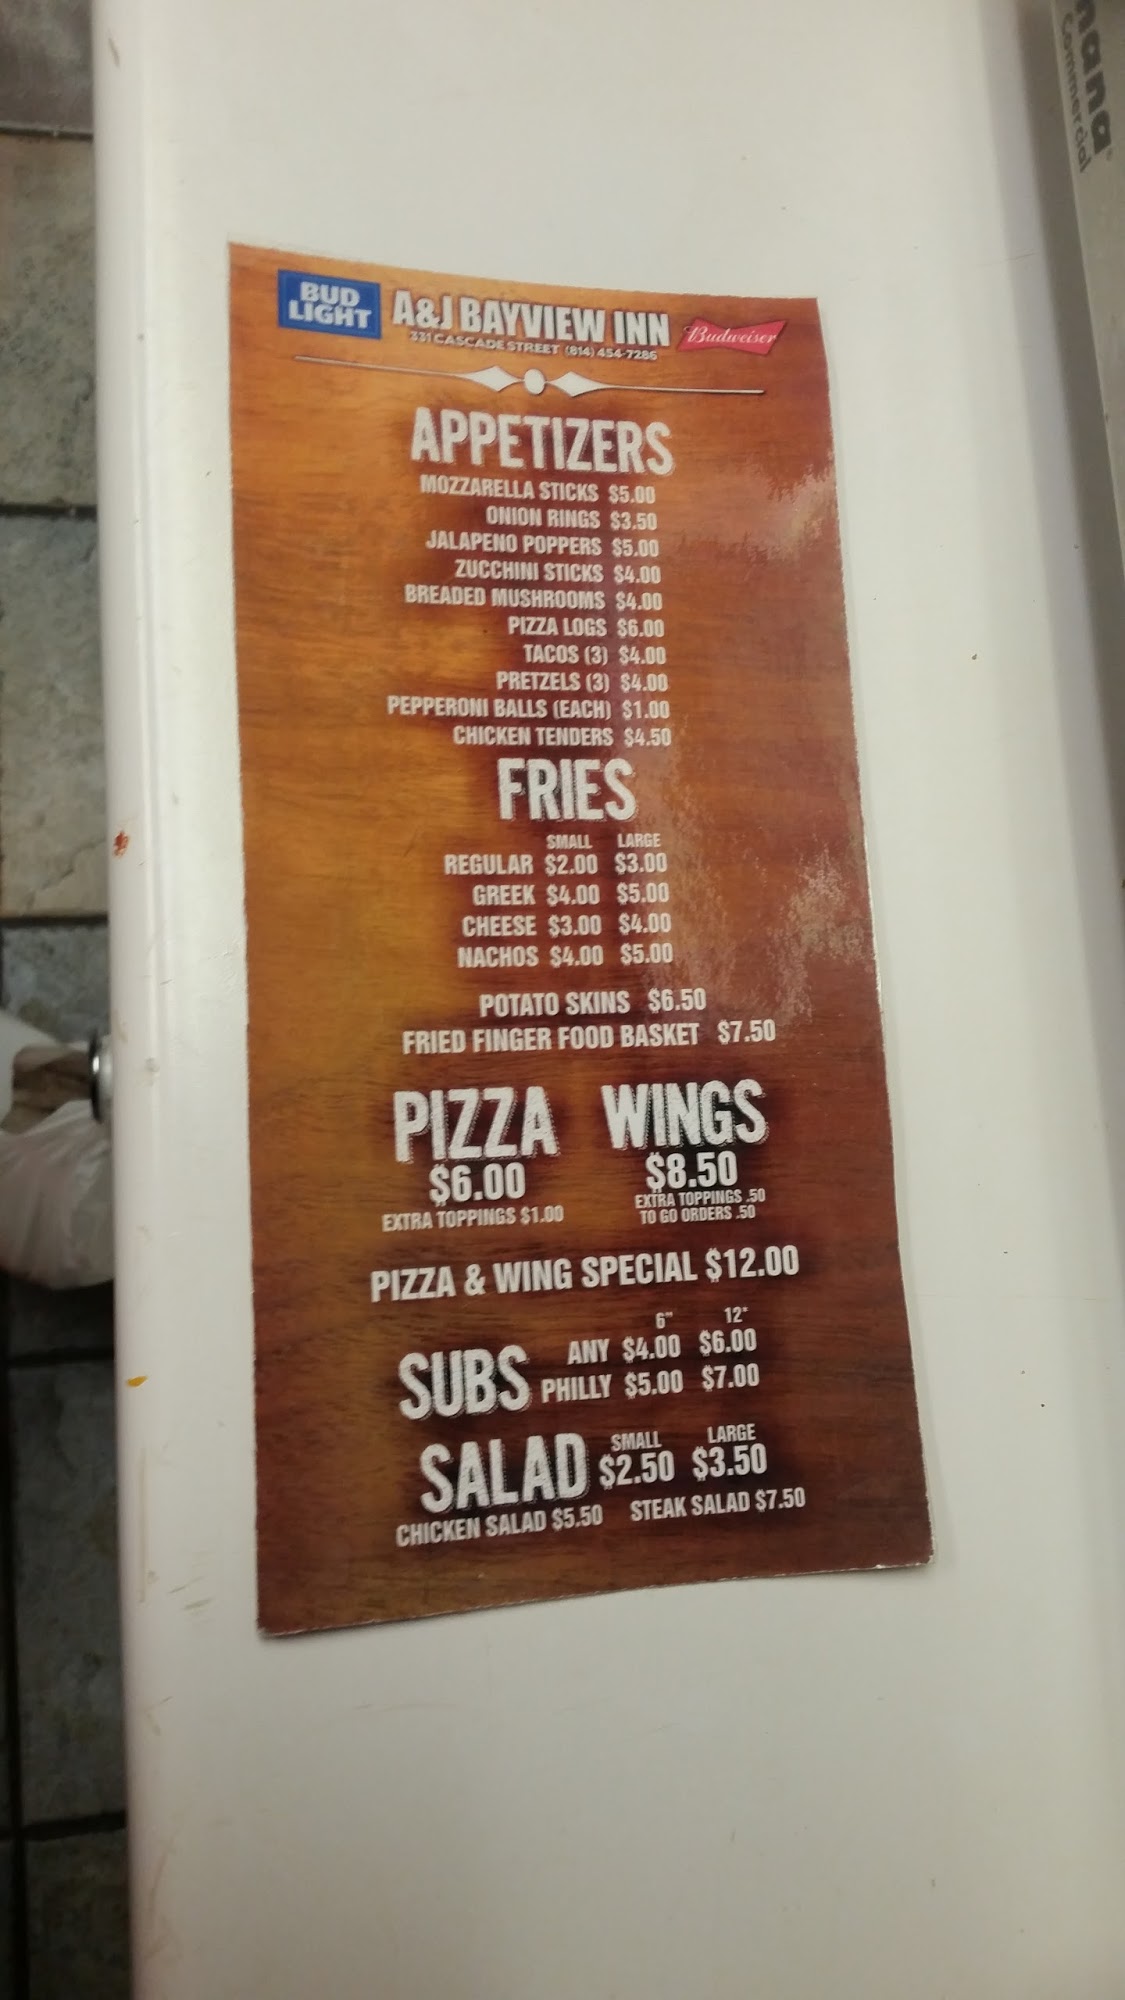 mana®
Commercial
BUD LIGHT
A&J BAYVIEW INN
Budweiser
331 CASCADE STREET (814) 454-7286
APPETIZERS
MOZZARELLA STICKS $5.00
ONION RINGS $3.50
JALAPENO POPPERS $5.00
ZUCCHINI STICKS $4.00
BREADED MUSHROOMS $4.00
PIZZA LOGS $6.00
TACOS (3) $4.00
PRETZELS (3) $4.00
PEPPERONI BALLS (EACH) $1.00
CHICKEN TENDERS $4.50
FRIES
SMALL LARGE
REGULAR $2.00 $3.00
GREEK $4.00 $5.00
CHEESE $3.00 $4.00
NACHOS $4.00 $5.00
POTATO SKINS $6.50
FRIED FINGER FOOD BASKET $7.50
PIZZA
$6.00
EXTRA TOPPINGS $1.00
WINGS
$8.50
EXTRA TOPPINGS .50
TO GO ORDERS .50
PIZZA & WING SPECIAL $12.00
SUBS
6" 12"
ANY $4.00 $6.00
PHILLY $5.00 $7.00
SALAD
SMALL LARGE
$2.50 $3.50
CHICKEN SALAD $5.50 STEAK SALAD $7.50